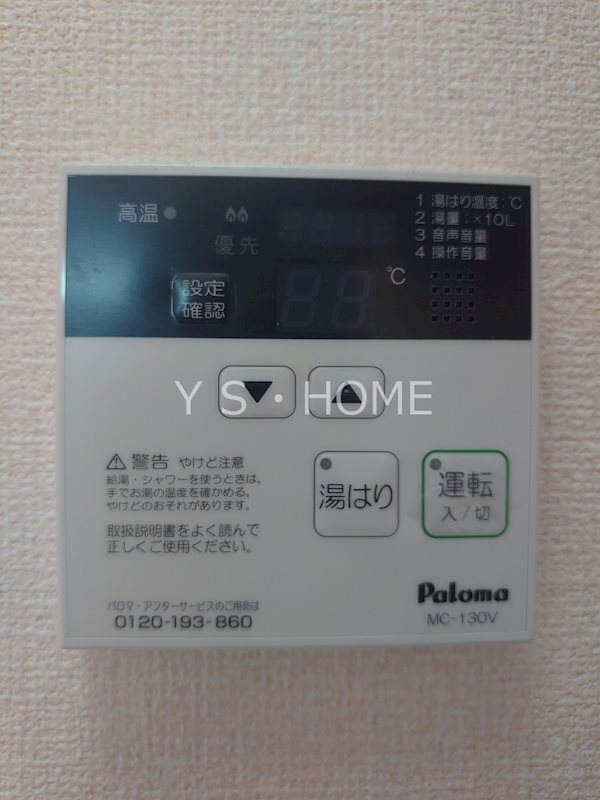 高温
優先
1 湯はり温度:℃
2 湯量:×10L
3 音声音量
4 操作音量
設定
確認
88
℃
YS・HOME
警告 やけど注意
給湯・シャワーを使うときは、
手でお湯の温度を確かめる。
やけどのおそれがあります。
取扱説明書をよく読んで
正しくご使用ください。
湯はり
運転
入/切
Paloma
MC-130V
パロマ・アフターサービスのご用命は
0120-193-860